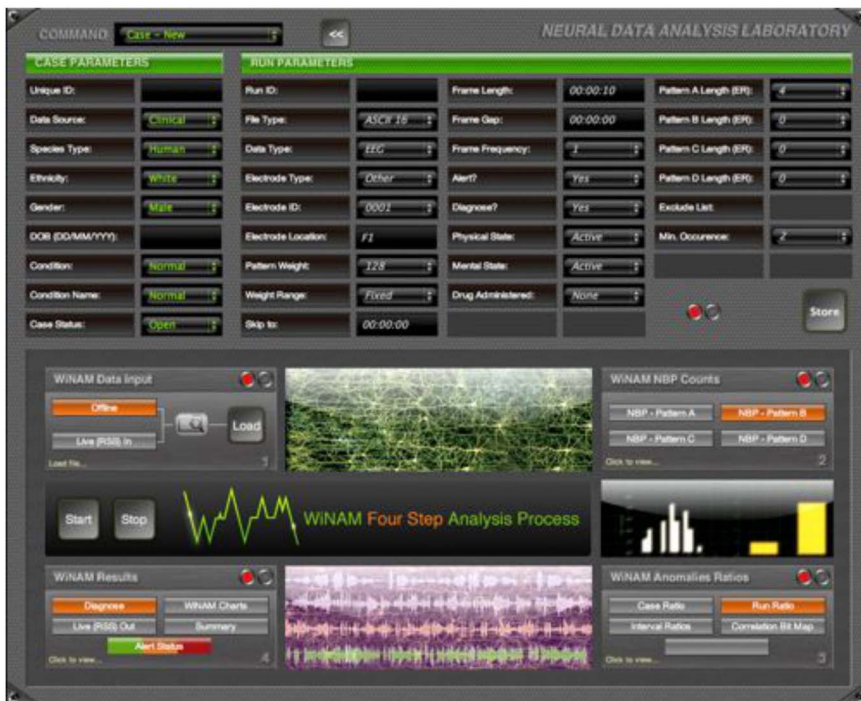 COMMAND Case - New << NEURAL DATA ANALYSIS LABORATORY
CASE PARAMETERS RUN PARAMETERS
Unique ID: Run ID: Frame Length: 00:00:10 Pattern A Length (ER): 4
Data Source: Clinical File Type: ASCII 16 Frame Gap: 00:00:00 Pattern B Length (ER): 0
Species Type: Human Data Type: EEG Frame Frequency: 1 Pattern C Length (ER): 0
Ethnicity: White Electrode Type: Other Alert? Yes Pattern D Length (ER): 0
Gender: Male Electrode ID: 0001 Diagnose? Yes Exclude List:
DOB (DD/MM/YYY): Electrode Location: F1 Physical State: Active Min. Occurence: 2
Condition: Normal Pattern Weight: 128 Mental State: Active
Condition Name: Normal Weight Range: Fixed Drug Administered: None
Case Status: Open Skip to: 00:00:00 Store
WiNAM Data Input WiNAM NBP Counts
Offline NBP - Pattern A NBP - Pattern B
Load
Live (RSS) In NBP - Pattern C NBP - Pattern D
Load file... 1 Click to view... 2
Start Stop WiNAM Four Step Analysis Process
WiNAM Results WiNAM Anomalies Ratios
Diagnose WiNAM Charts Case Ratio Run Ratio
Live (RSS) Out Summary Interval Ratios Correlation Bit Map
Alert Status
Click to view... 4 Click to view... 3